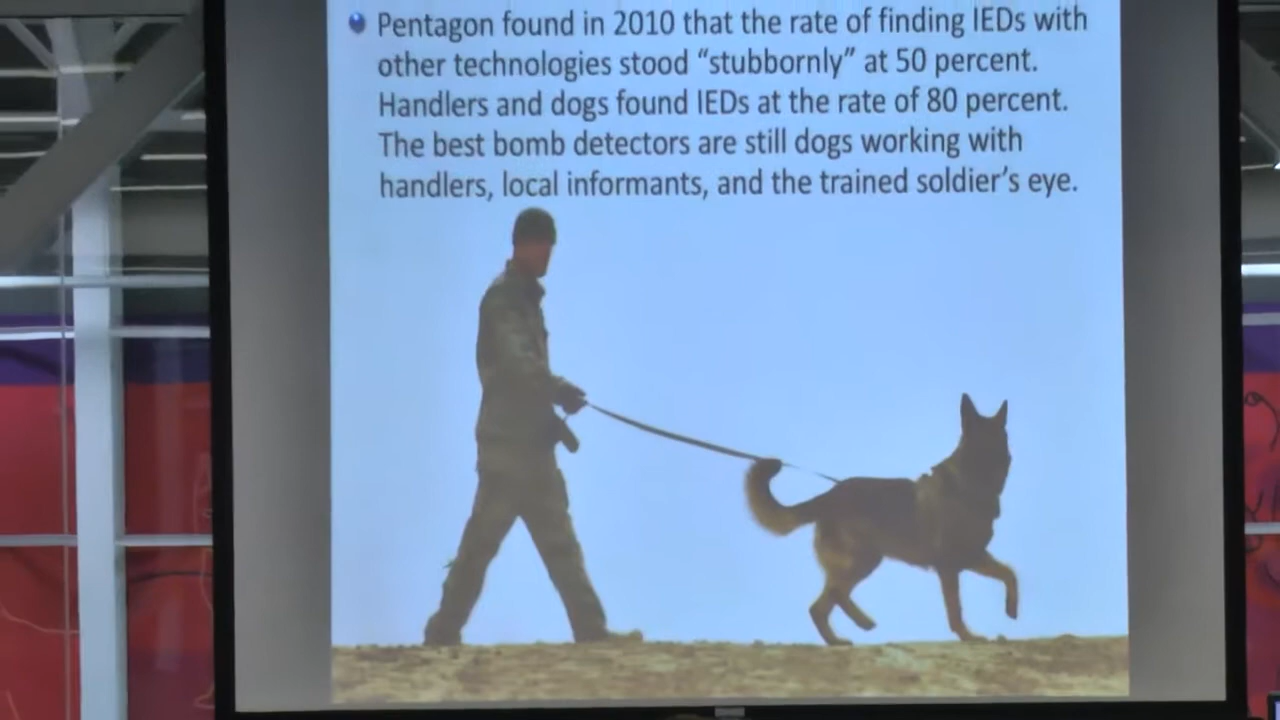 Pentagon found in 2010 that the rate of finding IEDs with
other technologies stood “stubbornly” at 50 percent.
Handlers and dogs found IEDs at the rate of 80 percent.
The best bomb detectors are still dogs working with
handlers, local informants, and the trained soldier’s eye.